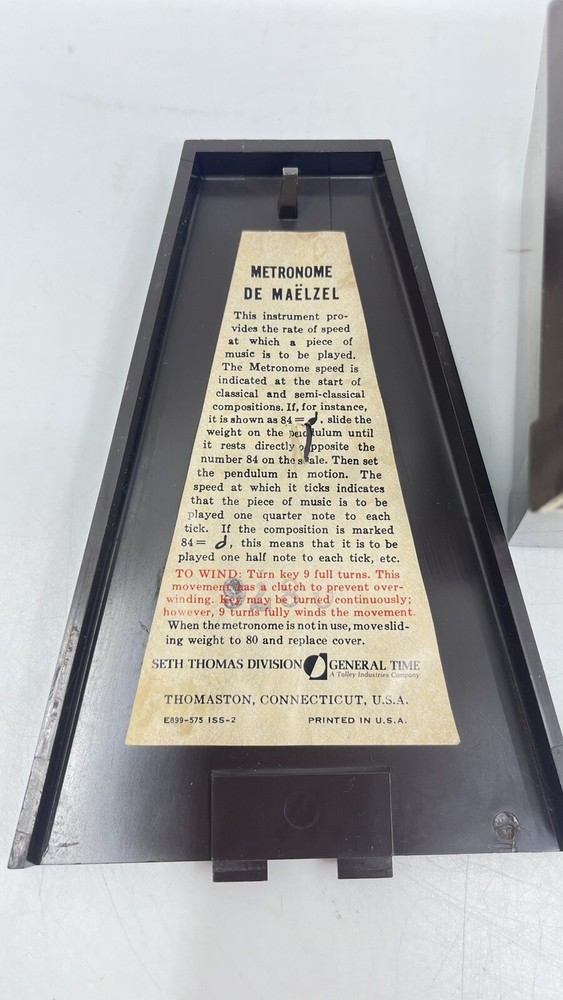 METRONOME
DE MAËLZEL
This instrument pro-
vides the rate of speed
at which a piece of
music is to be played.
The Metronome speed is
indicated at the start of
classical and semi-classical
compositions. If, for instance,
it is shown as 84 = 𝅘𝅥, slide the
weight on the pendulum until
it rests directly opposite the
number 84 on the scale. Then set
the pendulum in motion. The
speed at which it ticks indicates
that the piece of music is to be
played one quarter note to each
tick. If the composition is marked
84 = 𝅗𝅥, this means that it is to be
played one half note to each tick, etc.
TO WIND: Turn key 9 full turns. This
movement has a clutch to prevent over-
winding. Key may be turned continuously;
however, 9 turns fully winds the movement.
When the metronome is not in use, move slid-
ing weight to 80 and replace cover.
SETH THOMAS DIVISION GENERAL TIME
A Talley Industries Company
THOMASTON, CONNECTICUT, U.S.A.
E899-575 ISS-2 PRINTED IN U.S.A.